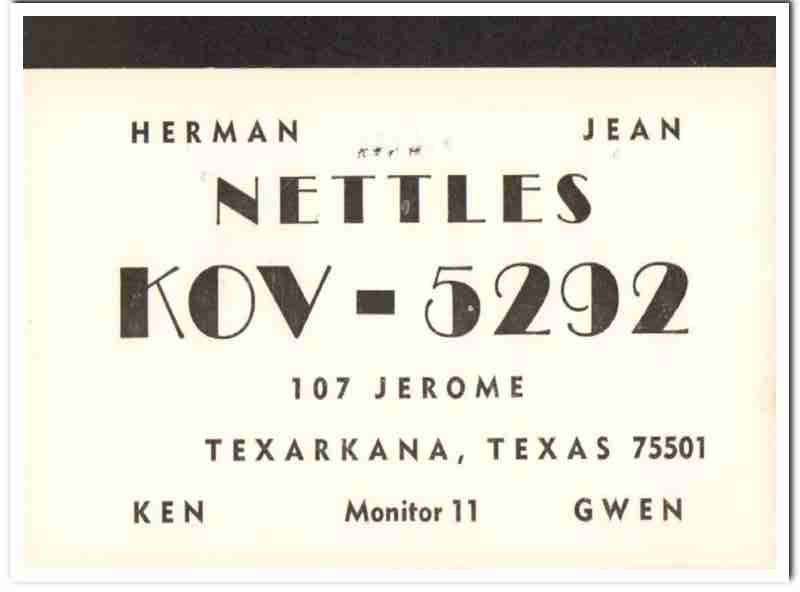 HERMAN JEAN
NETTLES
KOV-5292
107 JEROME
TEXARKANA, TEXAS 75501
KEN Monitor 11 GWEN